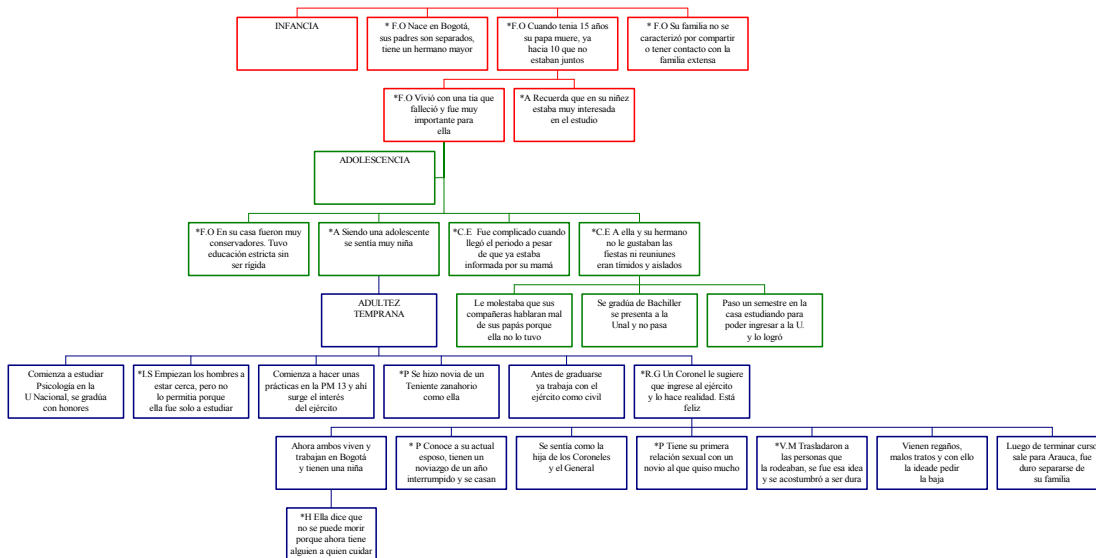 INFANCIA
* F.O Nace en Bogotá,
sus padres son separados,
tiene un hermano mayor
*F.O Cuando tenia 15 años
su papa muere, ya
hacia 10 que no
estaban juntos
* F.O Su familia no se
caracterizó por compartir
o tener contacto con la
familia extensa
*F.O Vivió con una tia que
falleció y fue muy
importante para
ella
*A Recuerda que en su niñez
estaba muy interesada
en el estudio
ADOLESCENCIA
*F.O En su casa fueron muy
conservadores. Tuvo
educación estricta sin
ser rígida
*A Siendo una adolescente
se sentía muy niña
*C.E Fue complicado cuando
llegó el periodo a pesar
de que ya estaba
informada por su mamá
*C.E A ella y su hermano
no le gustaban las
fiestas ni reuniunes
eran tímidos y aislados
Le molestaba que sus
compañeras hablaran mal
de sus papás porque
ella no lo tuvo
Se gradúa de Bachiller
se presenta a la
Unal y no pasa
Paso un semestre en la
casa estudiando para
poder ingresar a la U.
y lo logró
ADULTEZ
TEMPRANA
Comienza a estudiar
Psicología en la
U Nacional, se gradúa
con honores
*I.S Empiezan los hombres a
estar cerca, pero no
lo permitia porque
ella fue solo a estudiar
Comienza a hacer unas
prácticas en la PM 13 y ahí
surge el interés
del ejército
*P Se hizo novia de un
Teniente zanahorio
como ella
Antes de graduarse
ya trabaja con el
ejército como civil
*R.G Un Coronel le sugiere
que ingrese al ejército
y lo hace realidad. Está
feliz
Ahora ambos viven y
trabajan en Bogotá
y tienen una niña
* P Conoce a su actual
esposo, tienen un
noviazgo de un año
interrumpido y se casan
Se sentía como la
hija de los Coroneles
y el General
*P Tiene su primera
relación sexual con un
novio al que quiso mucho
*V.M Trasladaron a
las personas que
la rodeaban, se fue esa idea
y se acostumbró a ser dura
Vienen regaños,
malos tratos y con ello
la ideade pedir
la baja
Luego de terminar curso
sale para Arauca, fue
duro separarse de
su familia
*H Ella dice que
no se puede morir
porque ahora tiene
alguien a quien cuidar